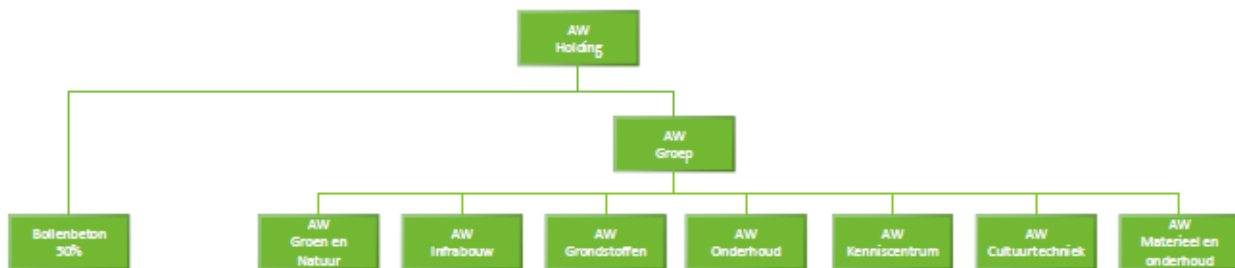 AW
Holding
AW
Groep
Bollenbeton
50%
AW
Groen en
Natuur
AW
Infrabouw
AW
Grondstoffen
AW
Onderhoud
AW
Kenniscentrum
AW
Cultuurtechniek
AW
Materieel en
onderhoud